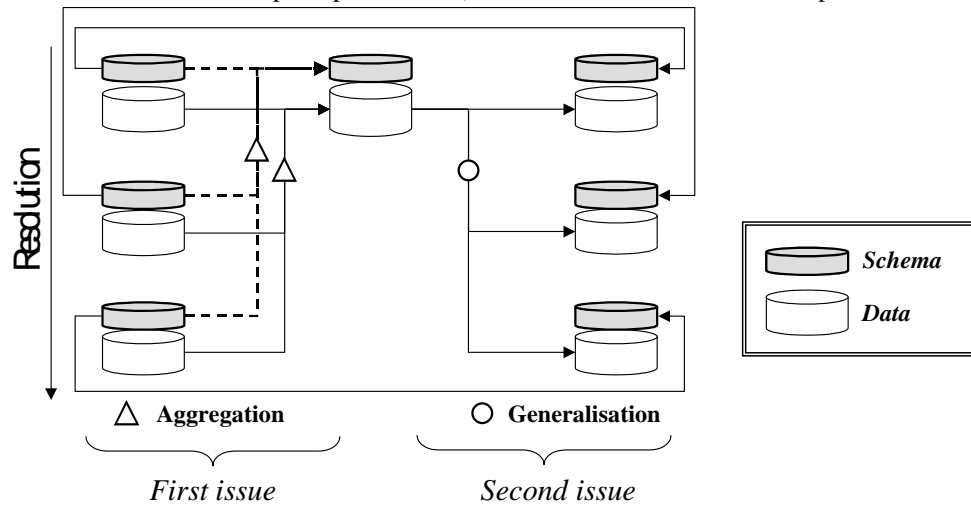 Resolution
Schema
Data
Aggregation
Generalisation
First issue
Second issue